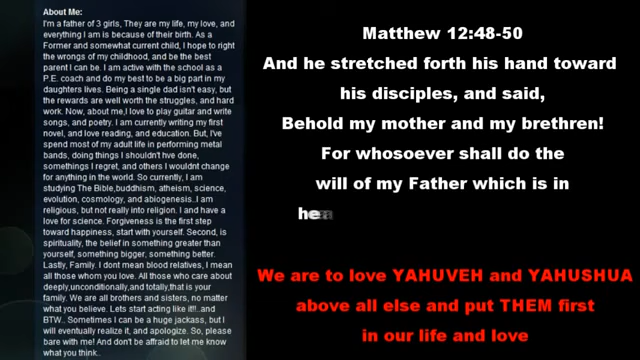 About Me:
I'm a father of 3 girls, They are my life, my love, and
everything I am is because of their birth. As a
Former and somewhat current child, I hope to right
the wrongs of my childhood, and be the best
parent I can be. I am active with the school as a
P.E. coach and do my best to be a big part in my
daughters lives. Being a single dad isn't easy, but
the rewards are well worth the struggles, and hard
work. Now, about me,I love to play guitar and write
songs, and poetry. I am currently writing my first
novel, and love reading, and education. But, I've
spend most of my adult life in performing metal
bands, doing things I shouldn't hve done,
somethings I regret, and others I wouldnt change
for anything in the world. So currently, I am
studying The Bible,buddhism, atheism, science,
evolution, cosmology, and abiogenesis..I am
religious, but not really into religion. I and have a
love for science. Forgiveness is the first step
toward happiness, start with yourself. Second, is
spirituality, the belief in something greater than
yourself, something bigger, something better.
Lastly, Family. I dont mean blood relatives, I mean
all those whom you love. All those who care about
deeply,unconditionally,and totally,that is your
family. We are all brothers and sisters, no matter
what you believe. Lets start acting like it!!..and
BTW.. Sometimes I can be a huge jackass, but I
will eventually realize it, and apologize. So, please
bare with me! And don't be afraid to let me know
what you think..
Matthew 12:48-50
And he stretched forth his hand toward
his disciples, and said,
Behold my mother and my brethren!
For whosoever shall do the
will of my Father which is in
hea
We are to love YAHUVEH and YAHUSHUA
above all else and put THEM first
in our life and love